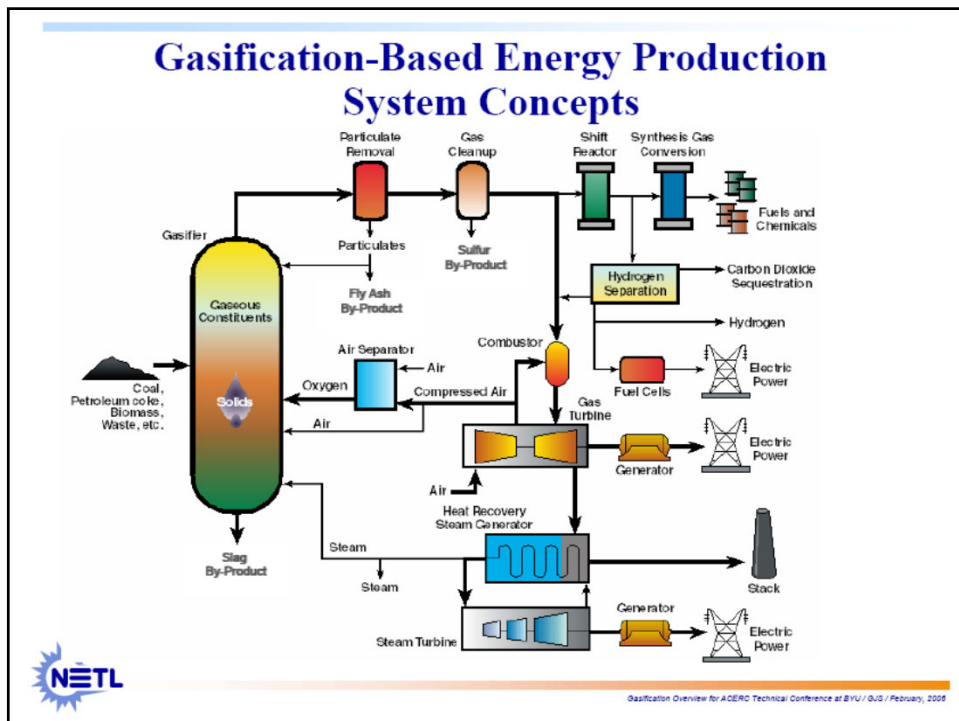 Gasification-Based Energy Production
System Concepts
Particulate
Removal
Gas
Cleanup
Shift
Reactor
Synthesis Gas
Conversion
Gasifier
Particulates
Sulfur
By-Product
Fuels and
Chemicals
Fly Ash
By-Product
Hydrogen
Separation
Carbon Dioxide
Sequestration
Gaseous
Constituents
Hydrogen
Combustor
Air Separator
Air
Coal,
Petroleum coke,
Biomass,
Waste, etc.
Solids
Oxygen
Compressed Air
Air
Fuel Cells
Electric
Power
Gas
Turbine
Generator
Electric
Power
Air
Heat Recovery
Steam Generator
Slag
By-Product
Steam
Steam
Stack
Steam Turbine
Generator
Electric
Power
NETL
Gasification Overview for ACERC Technical Conference at BYU / GJS / February, 2006